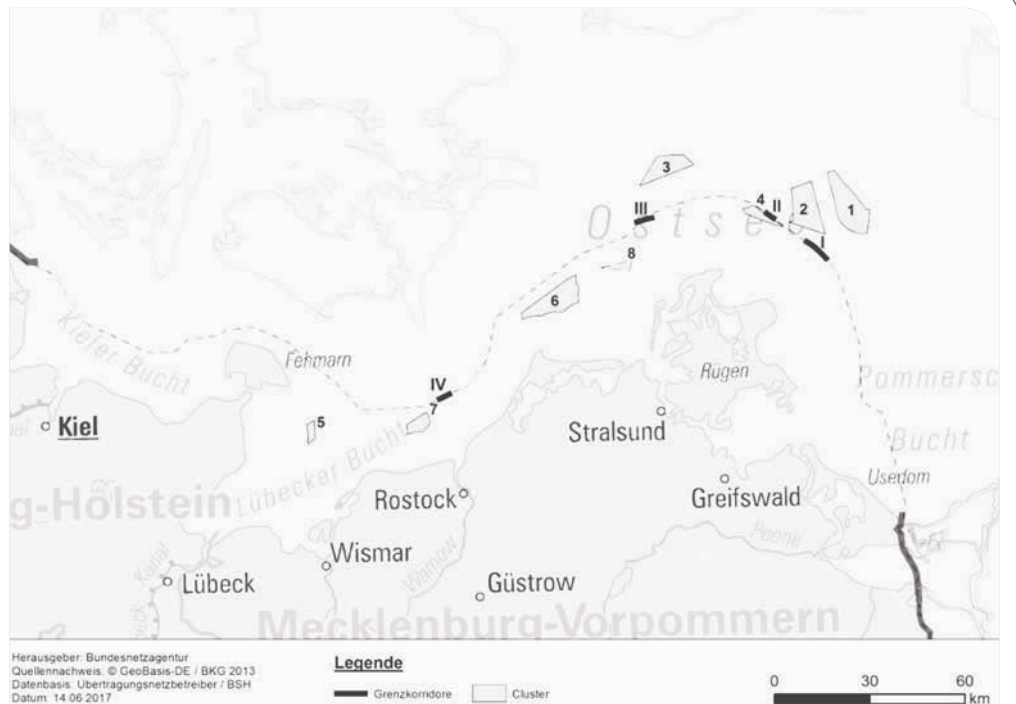 3
4
II
2
1
III
Ostsee
I
8
6
Kieler Bucht
Fehmarn
Rügen
Pommersc
IV
7
5
Kiel
Stralsund
Bucht
Lübecker Bucht
Usedom
g-Holstein
Rostock
Greifswald
Peene
Wismar
Warnow
Kanal
Lübeck
Güstrow
Mecklenburg-Vorpommern
Herausgeber: Bundesnetzagentur
Quellennachweis: © GeoBasis-DE / BKG 2013
Datenbasis: Übertragungsnetzbetreiber / BSH
Datum: 14.06.2017
Legende
Grenzkorridore
Cluster
0 30 60
km